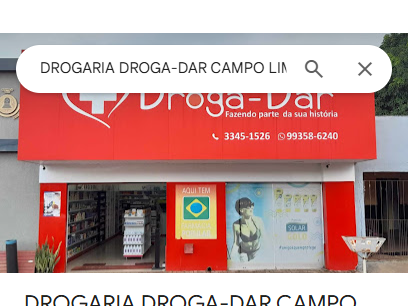 DROGARIA DROGA-DAR CAMPO LIM
Droga-Dar
Fazendo parte da sua história
3345-1526 99358-6240
AQUI TEM
SOLAR
DROGARIA DROGA-DAR CAMPO